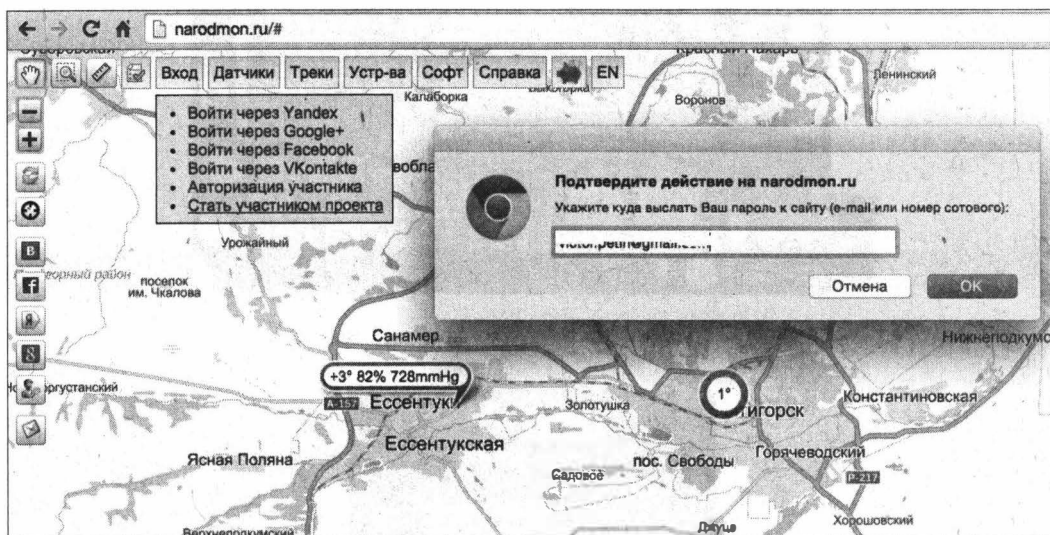 narodmon.ru/#
Вход Датчики Треки Устр-ва Софт Справка EN
Войти через Yandex
Войти через Google+
Войти через Facebook
Войти через VKontakte
Авторизация участника
Стать участником проекта
Подтвердите действие на narodmon.ru
Укажите куда выслать Ваш пароль к сайту (e-mail или номер сотового):
Отмена OK
Ленинский
Калаборка
Воронов
Урожайный
район
поселок
им. Чкалова
Санамер
+3° 82% 728mmHg
1°
A-157
Золотушка
Константиновская
Ессентукская
Ясная Поляна
пос. Свободы
Горячеводский
Садовое
P-217
Хорошовский